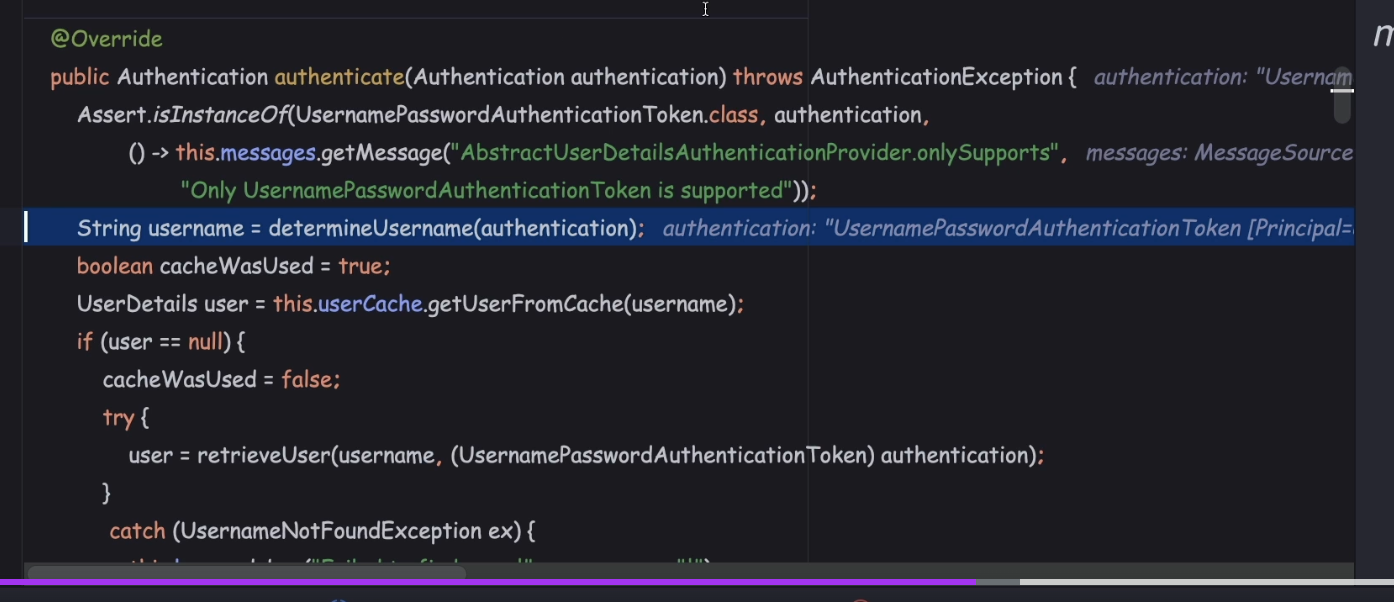 @Override
public Authentication authenticate(Authentication authentication) throws AuthenticationException { authentication: "Usernam
Assert.isInstanceOf(UsernamePasswordAuthenticationToken.class, authentication,
() -> this.messages.getMessage("AbstractUserDetailsAuthenticationProvider.onlySupports", messages: MessageSource
"Only UsernamePasswordAuthenticationToken is supported"));
String username = determineUsername(authentication); authentication: "UsernamePasswordAuthenticationToken [Principal=
boolean cacheWasUsed = true;
UserDetails user = this.userCache.getUserFromCache(username);
if (user == null) {
cacheWasUsed = false;
try {
user = retrieveUser(username, (UsernamePasswordAuthenticationToken) authentication);
}
catch (UsernameNotFoundException ex) {